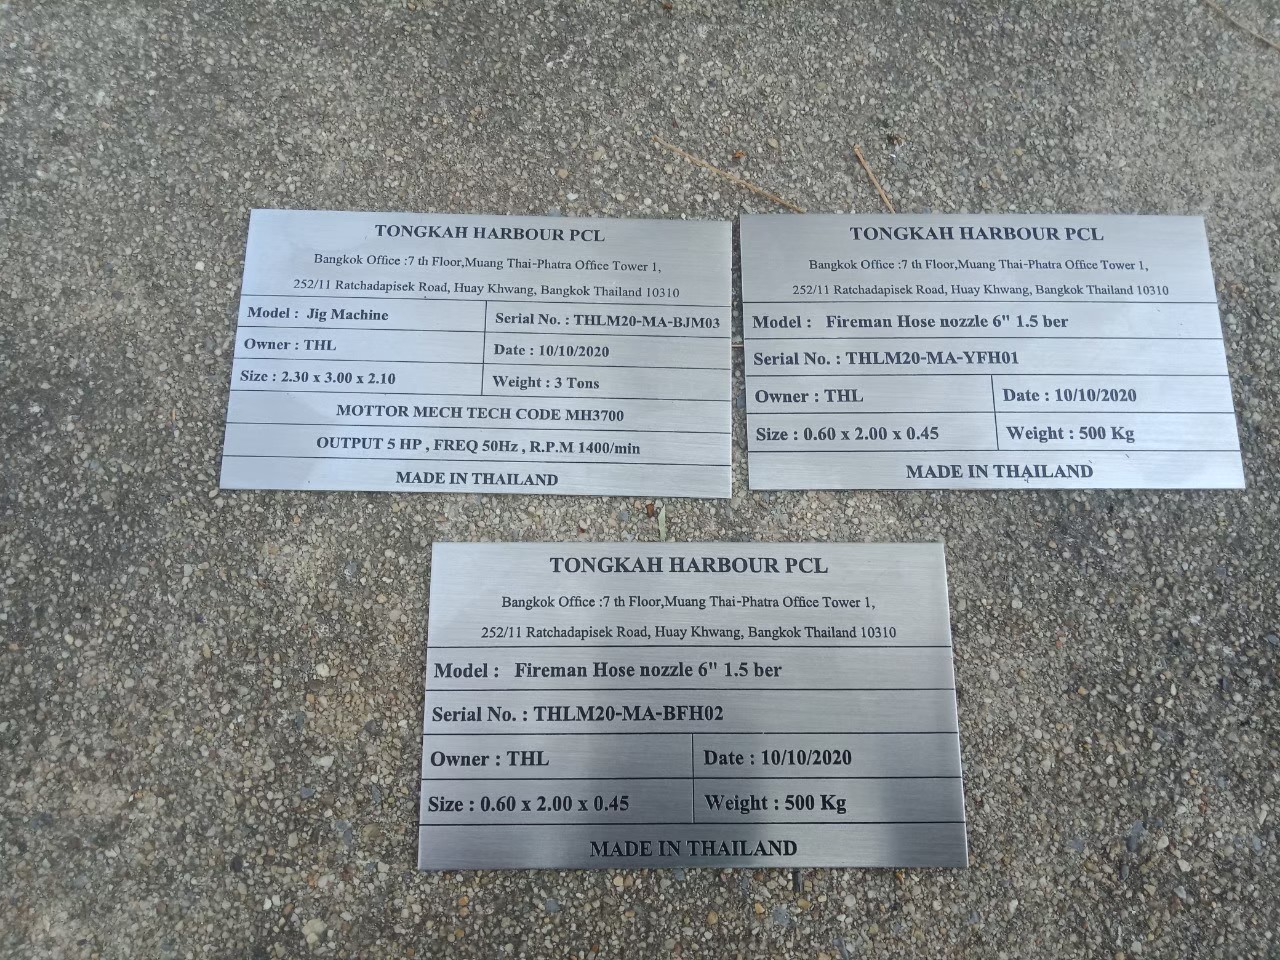 TONGKAH HARBOUR PCL
Bangkok Office :7 th Floor,Muang Thai-Phatra Office Tower 1,
252/11 Ratchadapisek Road, Huay Khwang, Bangkok Thailand 10310
Model : Jig Machine
Serial No. : THLM20-MA-BJM03
Owner : THL
Date : 10/10/2020
Size : 2.30 x 3.00 x 2.10
Weight : 3 Tons
MOTTOR MECH TECH CODE MH3700
OUTPUT 5 HP , FREQ 50Hz , R.P.M 1400/min
MADE IN THAILAND
TONGKAH HARBOUR PCL
Bangkok Office :7 th Floor,Muang Thai-Phatra Office Tower 1,
252/11 Ratchadapisek Road, Huay Khwang, Bangkok Thailand 10310
Model : Fireman Hose nozzle 6" 1.5 ber
Serial No. : THLM20-MA-YFH01
Owner : THL
Date : 10/10/2020
Size : 0.60 x 2.00 x 0.45
Weight : 500 Kg
MADE IN THAILAND
TONGKAH HARBOUR PCL
Bangkok Office :7 th Floor,Muang Thai-Phatra Office Tower 1,
252/11 Ratchadapisek Road, Huay Khwang, Bangkok Thailand 10310
Model : Fireman Hose nozzle 6" 1.5 ber
Serial No. : THLM20-MA-BFH02
Owner : THL
Date : 10/10/2020
Size : 0.60 x 2.00 x 0.45
Weight : 500 Kg
MADE IN THAILAND